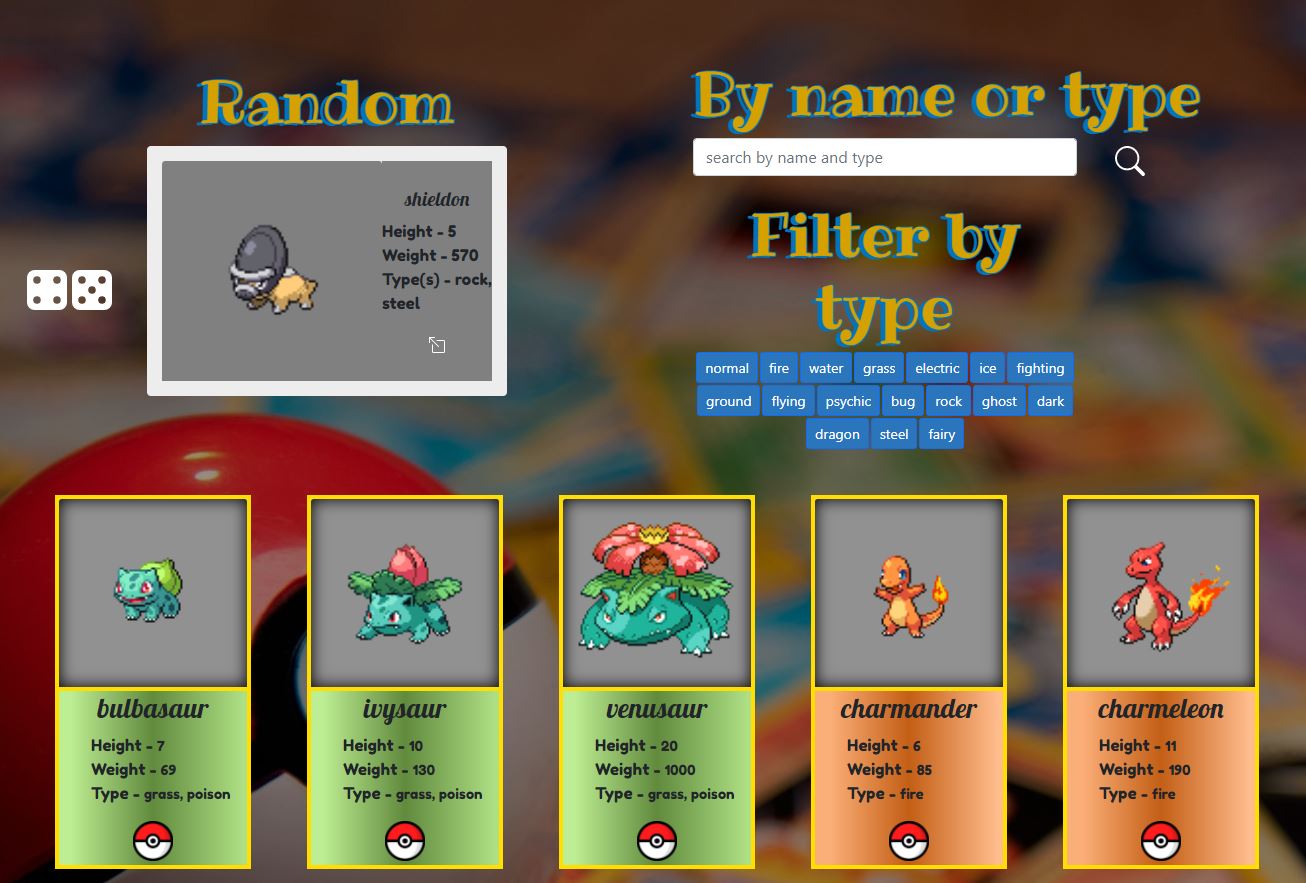 Random
shieldon
Height - 5
Weight - 570
Type(s) - rock,
steel
By name or type
search by name and type
Filter by
type
normal fire water grass electric ice fighting
ground flying psychic bug rock ghost dark
dragon steel fairy
bulbasaur
Height - 7
Weight - 69
Type - grass, poison
ivysaur
Height - 10
Weight - 130
Type - grass, poison
venusaur
Height - 20
Weight - 1000
Type - grass, poison
charmander
Height - 6
Weight - 85
Type - fire
charmeleon
Height - 11
Weight - 190
Type - fire